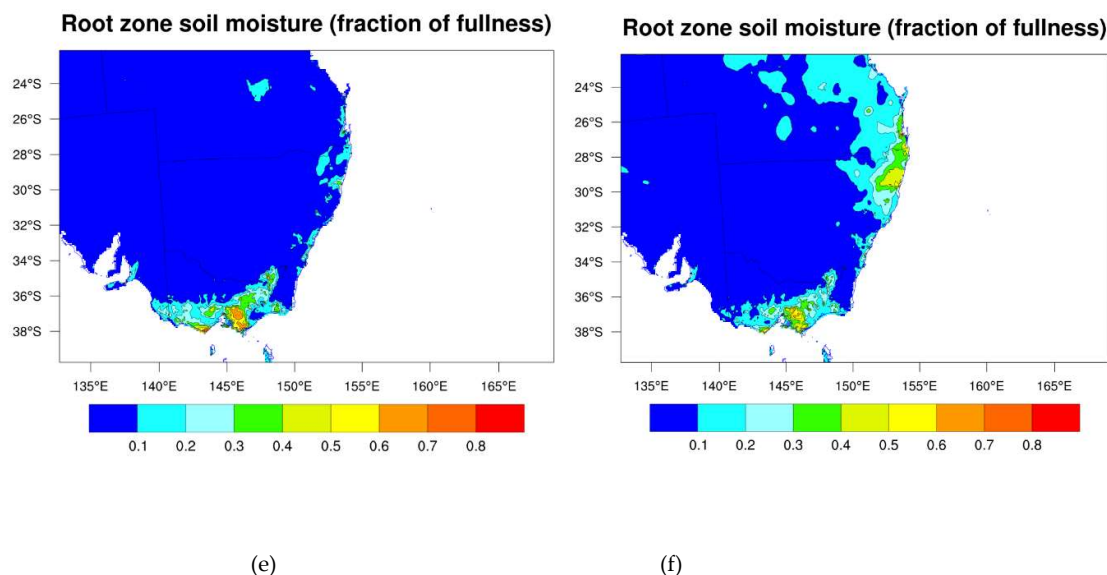 Root zone soil moisture (fraction of fullness)
24°S
26°S
28°S
30°S
32°S
34°S
36°S
38°S
135°E 140°E 145°E 150°E 155°E 160°E 165°E
0.1 0.2 0.3 0.4 0.5 0.6 0.7 0.8
(e)
Root zone soil moisture (fraction of fullness)
24°S
26°S
28°S
30°S
32°S
34°S
36°S
38°S
135°E 140°E 145°E 150°E 155°E 160°E 165°E
0.1 0.2 0.3 0.4 0.5 0.6 0.7 0.8
(f)